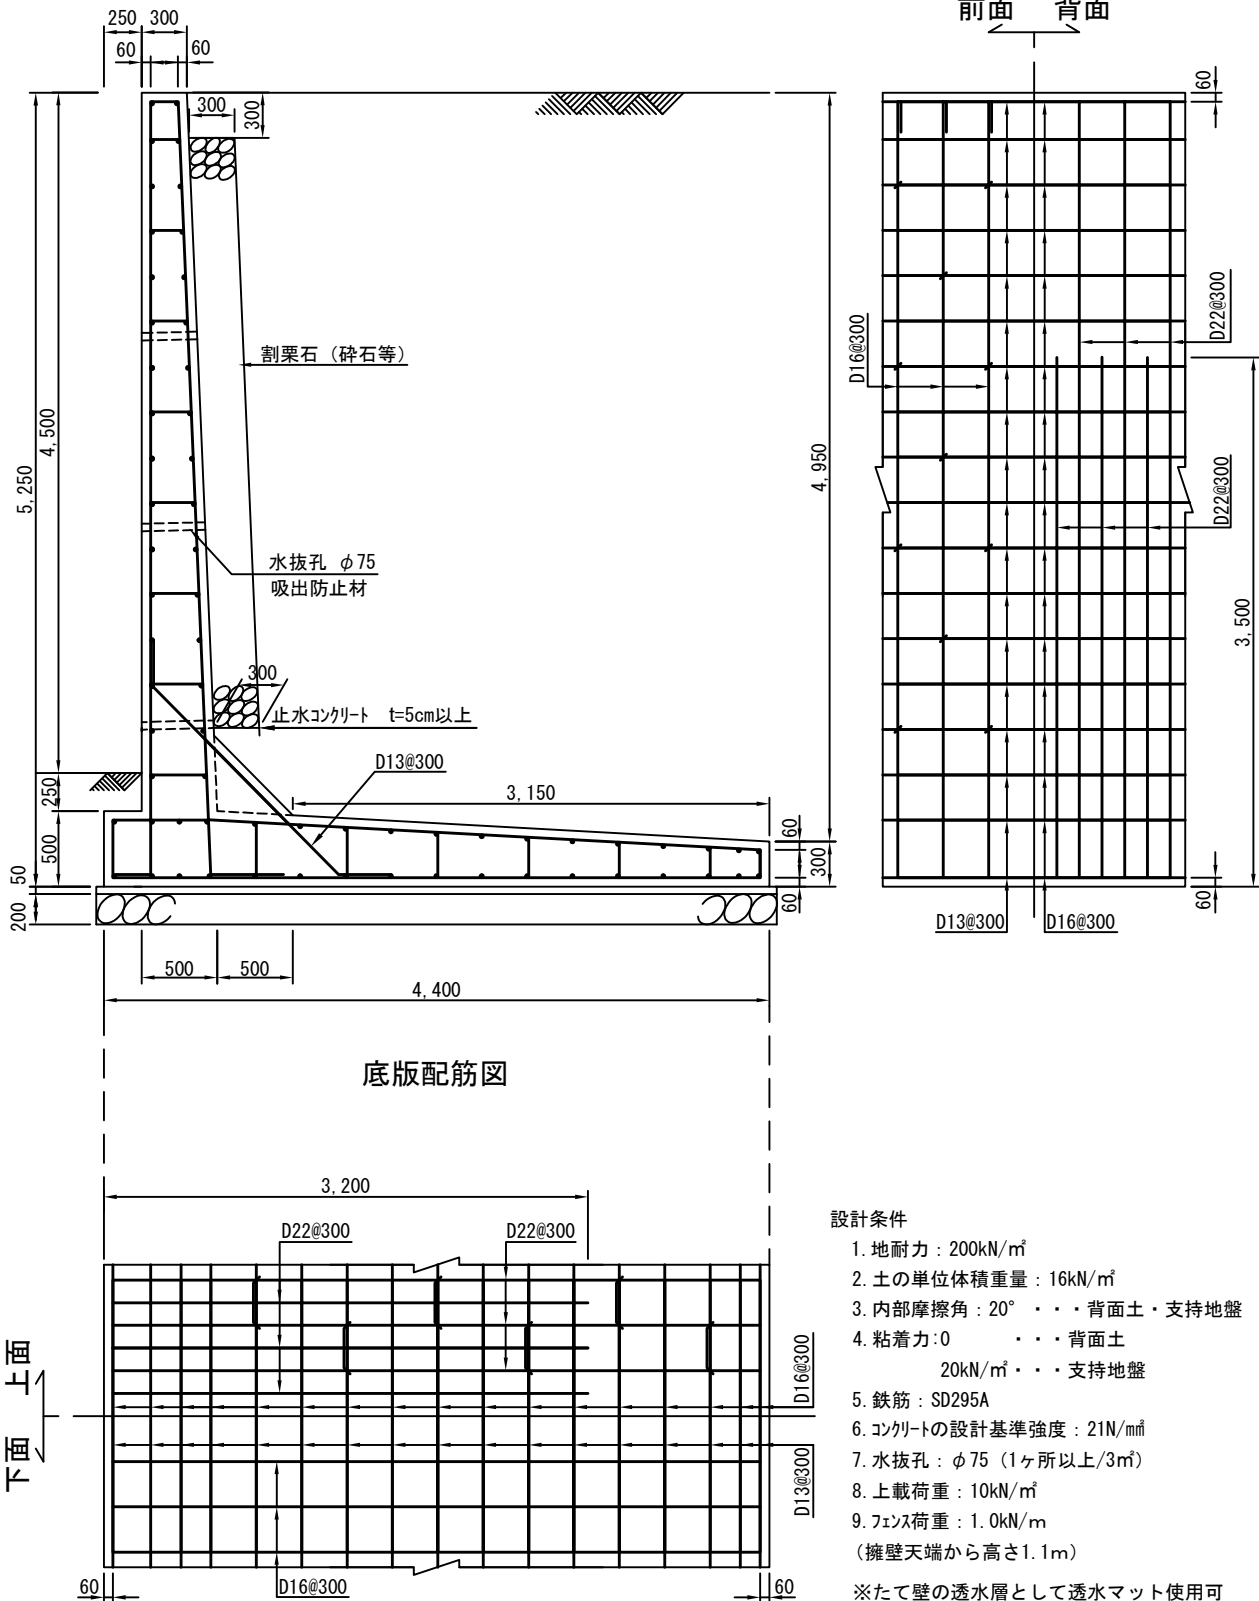 前面 背面
250 300
60 60
300
300
60
5,250
4,500
250
500
50
200
割栗石（砕石等）
水抜孔 φ75
吸出防止材
300
止水コンクリート t=5cm以上
D13@300
3,150
4,950
60
300
60
500 500
4,400
D16@300
D22@300
D22@300
3,500
60
D13@300 D16@300
底版配筋図
3,200
D22@300 D22@300
D16@300
D13@300
上面
下面
60 D16@300 60
設計条件
1.地耐力：200kN/㎡
2.土の単位体積重量：16kN/㎡
3.内部摩擦角：20° ・・・背面土・支持地盤
4.粘着力:0 ・・・背面土
20kN/㎡・・・支持地盤
5.鉄筋：SD295A
6.コンクリートの設計基準強度：21N/m㎡
7.水抜孔：φ75（1ヶ所以上/3㎡）
8.上載荷重：10kN/㎡
9.フェンス荷重：1.0kN/m
（擁壁天端から高さ1.1m）
※たて壁の透水層として透水マット使用可